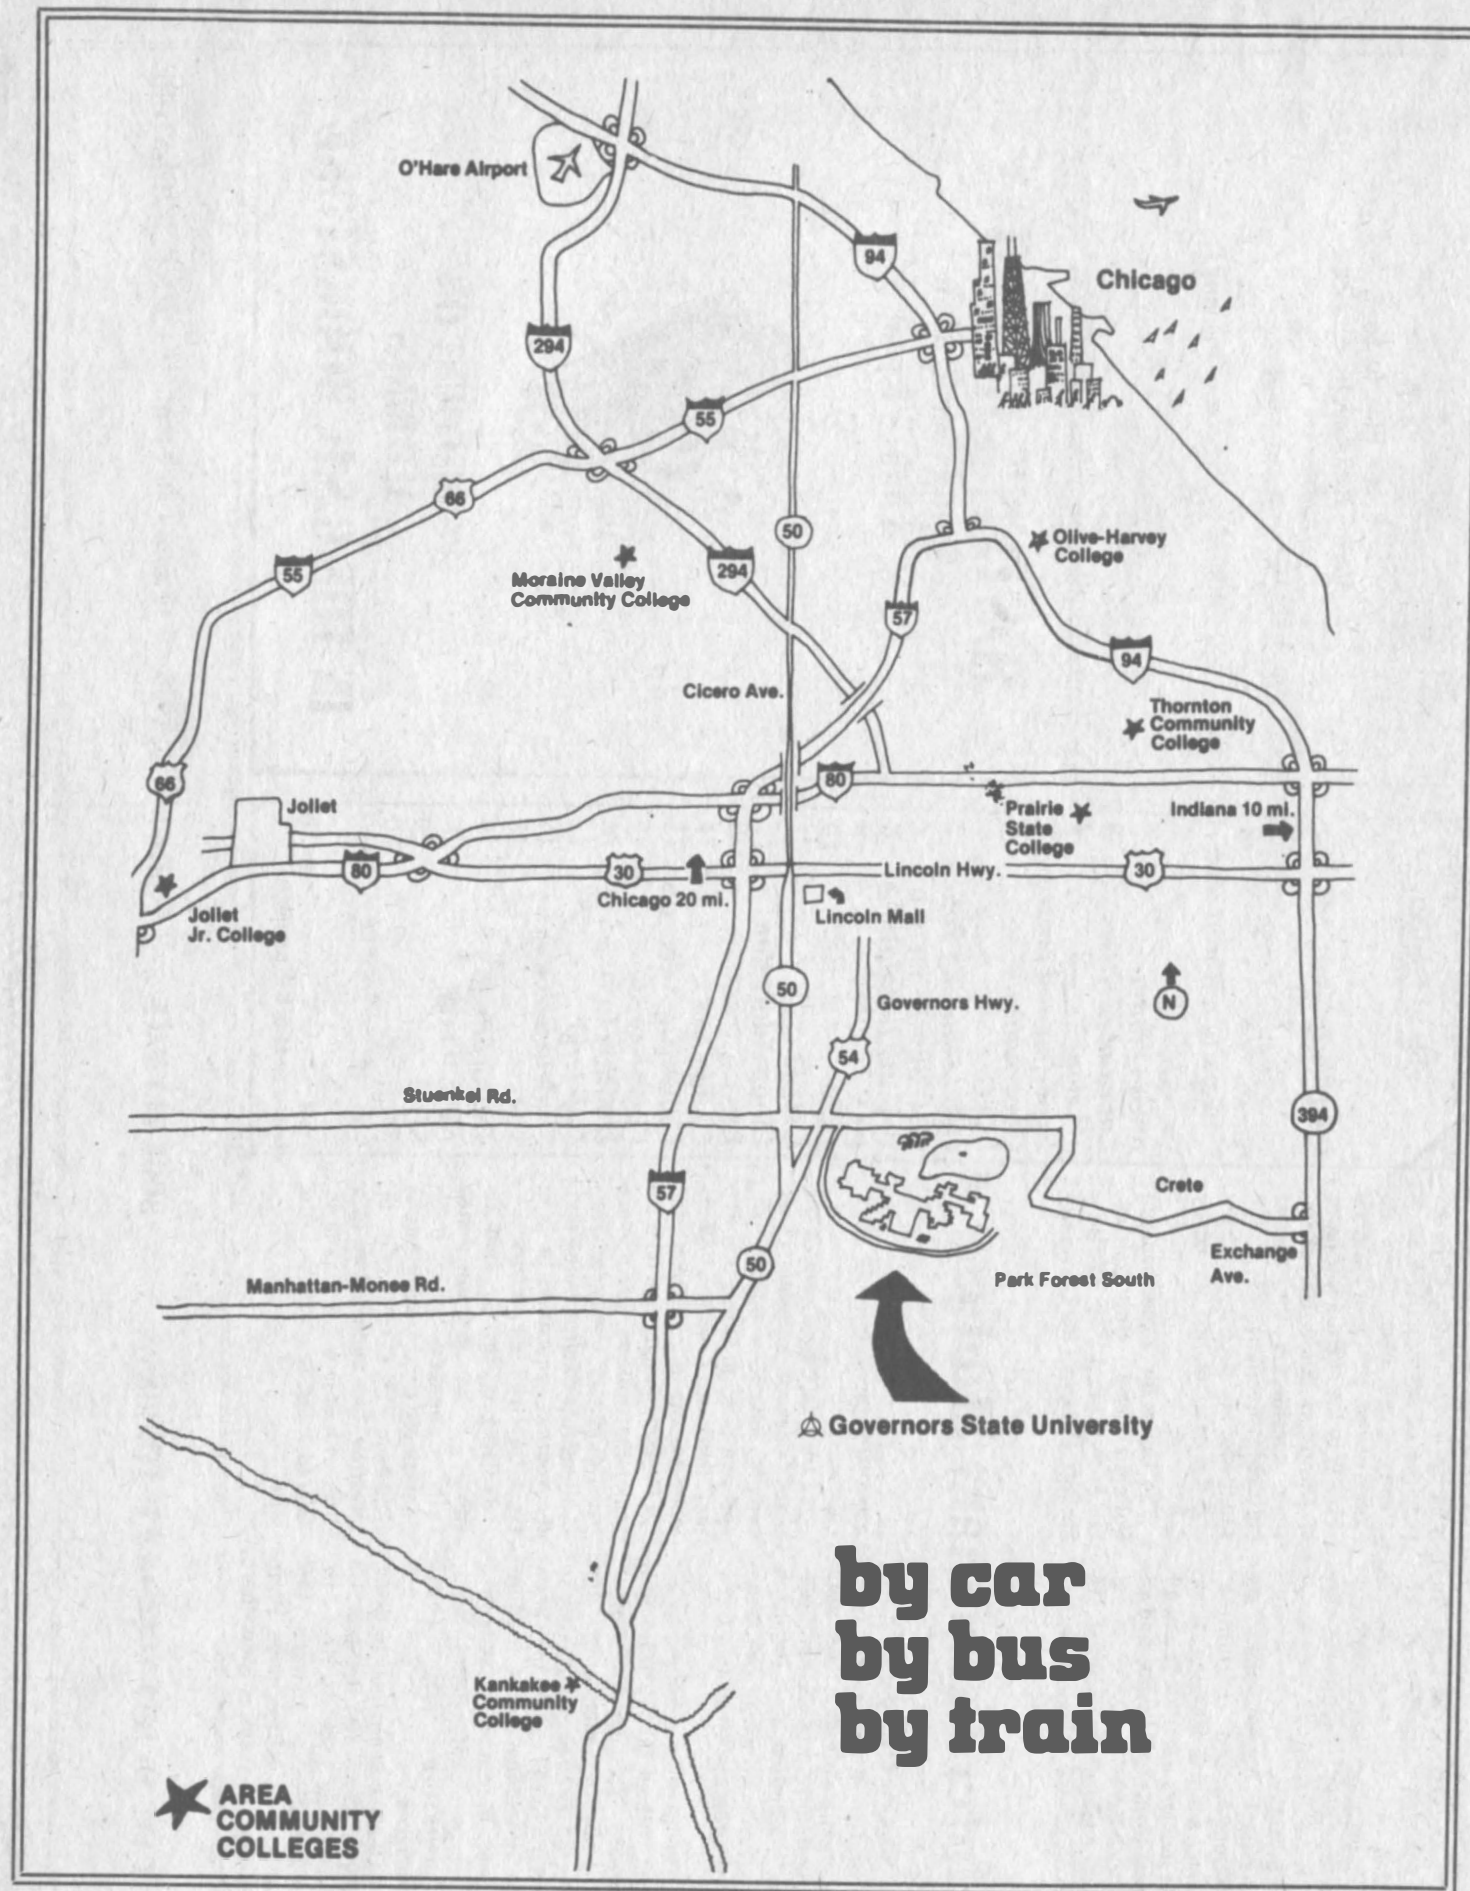 O'Hare Airport
94
Chicago
294
55
66
50
Olive-Harvey
College
55
Moraine Valley
Community College
294
57
94
Cicero Ave.
Thornton
Community
College
66
80
Joliet
Prairie
State
College
Indiana 10 mi.
80
30
Lincoln Hwy.
30
Chicago 20 mi.
Joliet
Jr. College
Lincoln Mall
50
Governors Hwy.
N
54
Stuenkel Rd.
394
57
Crete
50
Exchange
Ave.
Manhattan-Monee Rd.
Park Forest South
Governors State University
by car
by bus
by train
Kankakee
Community
College
AREA
COMMUNITY
COLLEGES